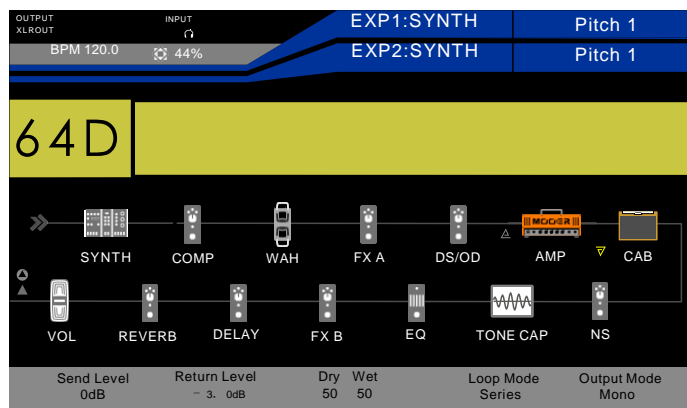 OUTPUT
XLROUT
INPUT
EXP1:SYNTH
Pitch 1
BPM 120.0
44%
EXP2:SYNTH
Pitch 1
64D
MOOER
SYNTH
COMP
WAH
FX A
DS/OD
AMP
CAB
VOL
REVERB
DELAY
FX B
EQ
TONE CAP
NS
Send Level
Return Level
Dry Wet
Loop Mode
Output Mode
0dB
− 3. 0dB
50 50
Series
Mono